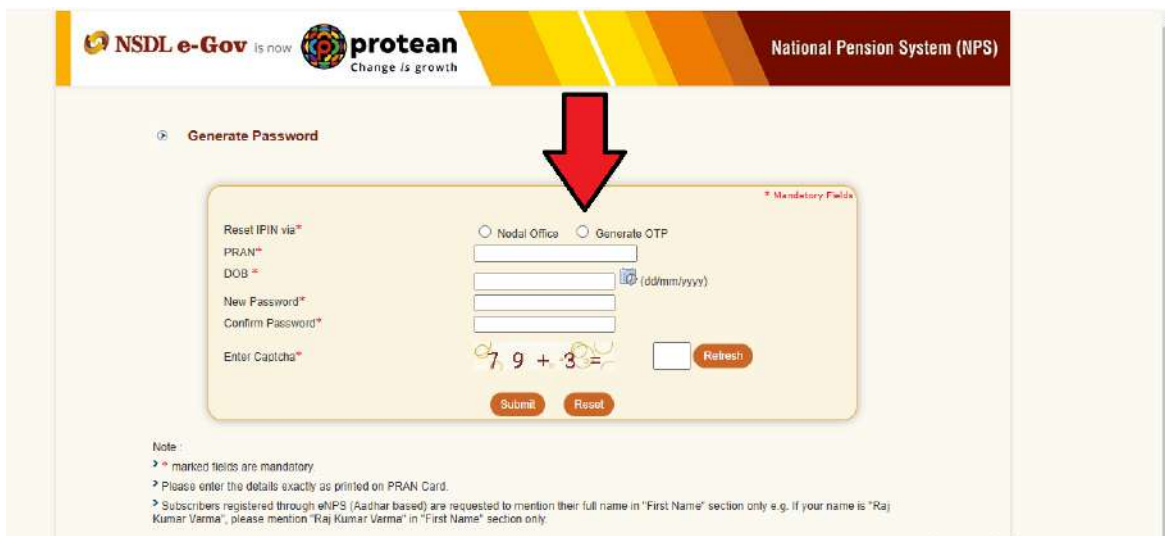 NSDL e-Gov is now protean
Change is growth
National Pension System (NPS)
Generate Password
* Mandatory Fields
Reset IPIN via* Nodal Office Generate OTP
PRAN*
DOB * (dd/mm/yyyy)
New Password*
Confirm Password*
Enter Captcha* 7 9 + 3 = Refresh
Submit Reset
Note :
* marked fields are mandatory.
Please enter the details exactly as printed on PRAN Card.
Subscribers registered through eNPS (Aadhar based) are requested to mention their full name in "First Name" section only e.g. If your name is "Raj
Kumar Varma", please mention "Raj Kumar Varma" in "First Name" section only.